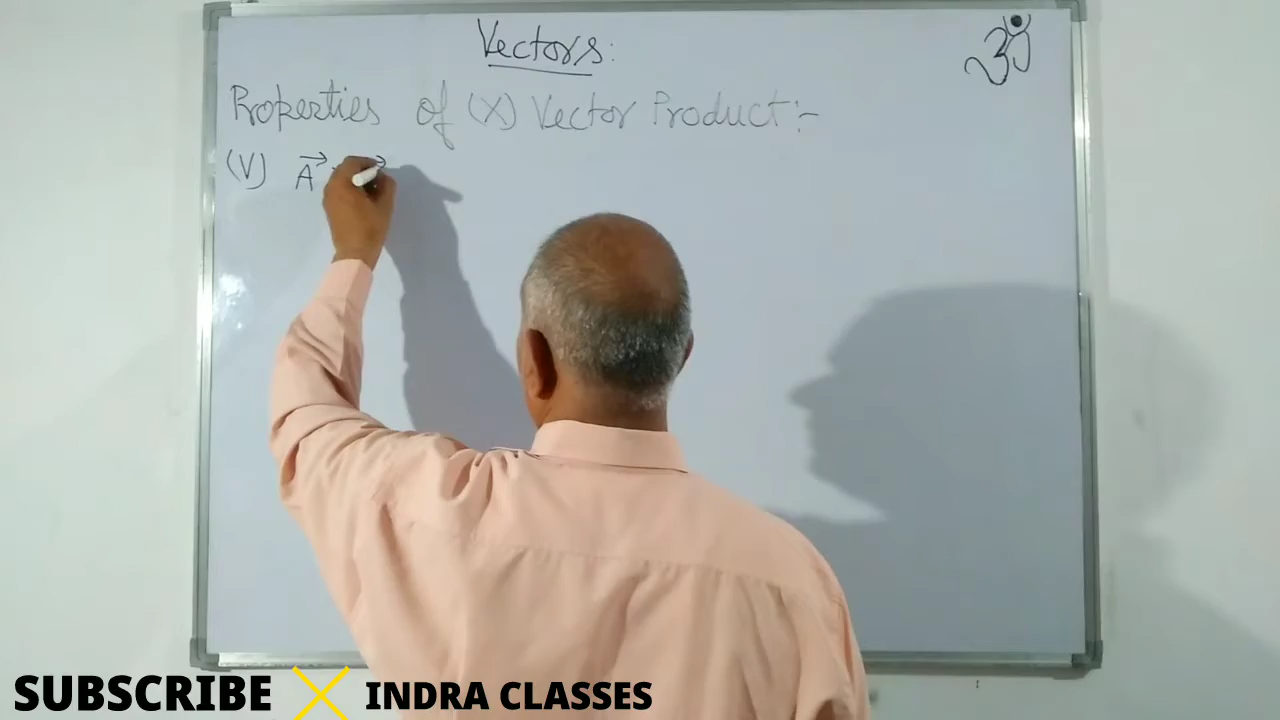 Vectors:
ॐ
Properties of (X) Vector Product:-
(V) A→
SUBSCRIBE
INDRA CLASSES